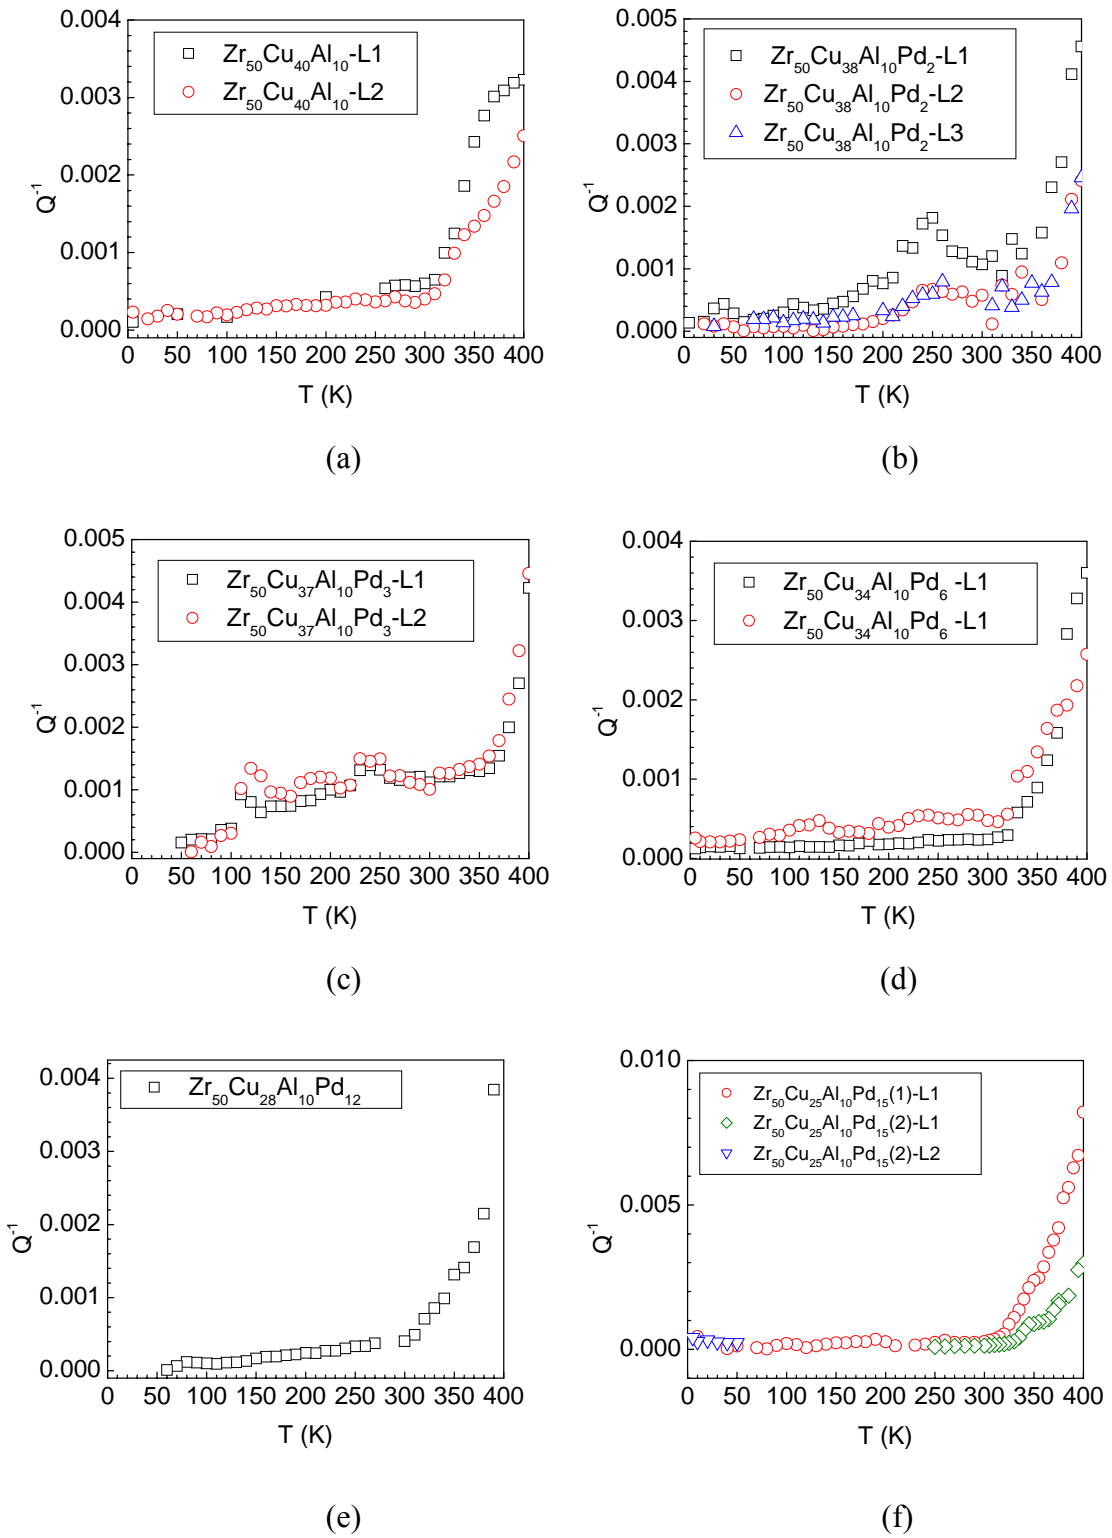 0.004
0.003
0.002
0.001
0.000
Q⁻¹
Zr₅₀Cu₄₀Al₁₀-L1
Zr₅₀Cu₄₀Al₁₀-L2
0 50 100 150 200 250 300 350 400
T (K)
(a)
0.005
0.004
0.003
0.002
0.001
0.000
Q⁻¹
Zr₅₀Cu₃₈Al₁₀Pd₂-L1
Zr₅₀Cu₃₈Al₁₀Pd₂-L2
Zr₅₀Cu₃₈Al₁₀Pd₂-L3
0 50 100 150 200 250 300 350 400
T (K)
(b)
0.005
0.004
0.003
0.002
0.001
0.000
Q⁻¹
Zr₅₀Cu₃₇Al₁₀Pd₃-L1
Zr₅₀Cu₃₇Al₁₀Pd₃-L2
0 50 100 150 200 250 300 350 400
T (K)
(c)
0.004
0.003
0.002
0.001
0.000
Q⁻¹
Zr₅₀Cu₃₄Al₁₀Pd₆ -L1
Zr₅₀Cu₃₄Al₁₀Pd₆ -L1
0 50 100 150 200 250 300 350 400
T (K)
(d)
0.004
0.003
0.002
0.001
0.000
Q⁻¹
Zr₅₀Cu₂₈Al₁₀Pd₁₂
0 50 100 150 200 250 300 350 400
T (K)
(e)
0.010
0.005
0.000
Q⁻¹
Zr₅₀Cu₂₅Al₁₀Pd₁₅(1)-L1
Zr₅₀Cu₂₅Al₁₀Pd₁₅(2)-L1
Zr₅₀Cu₂₅Al₁₀Pd₁₅(2)-L2
0 50 100 150 200 250 300 350 400
T (K)
(f)